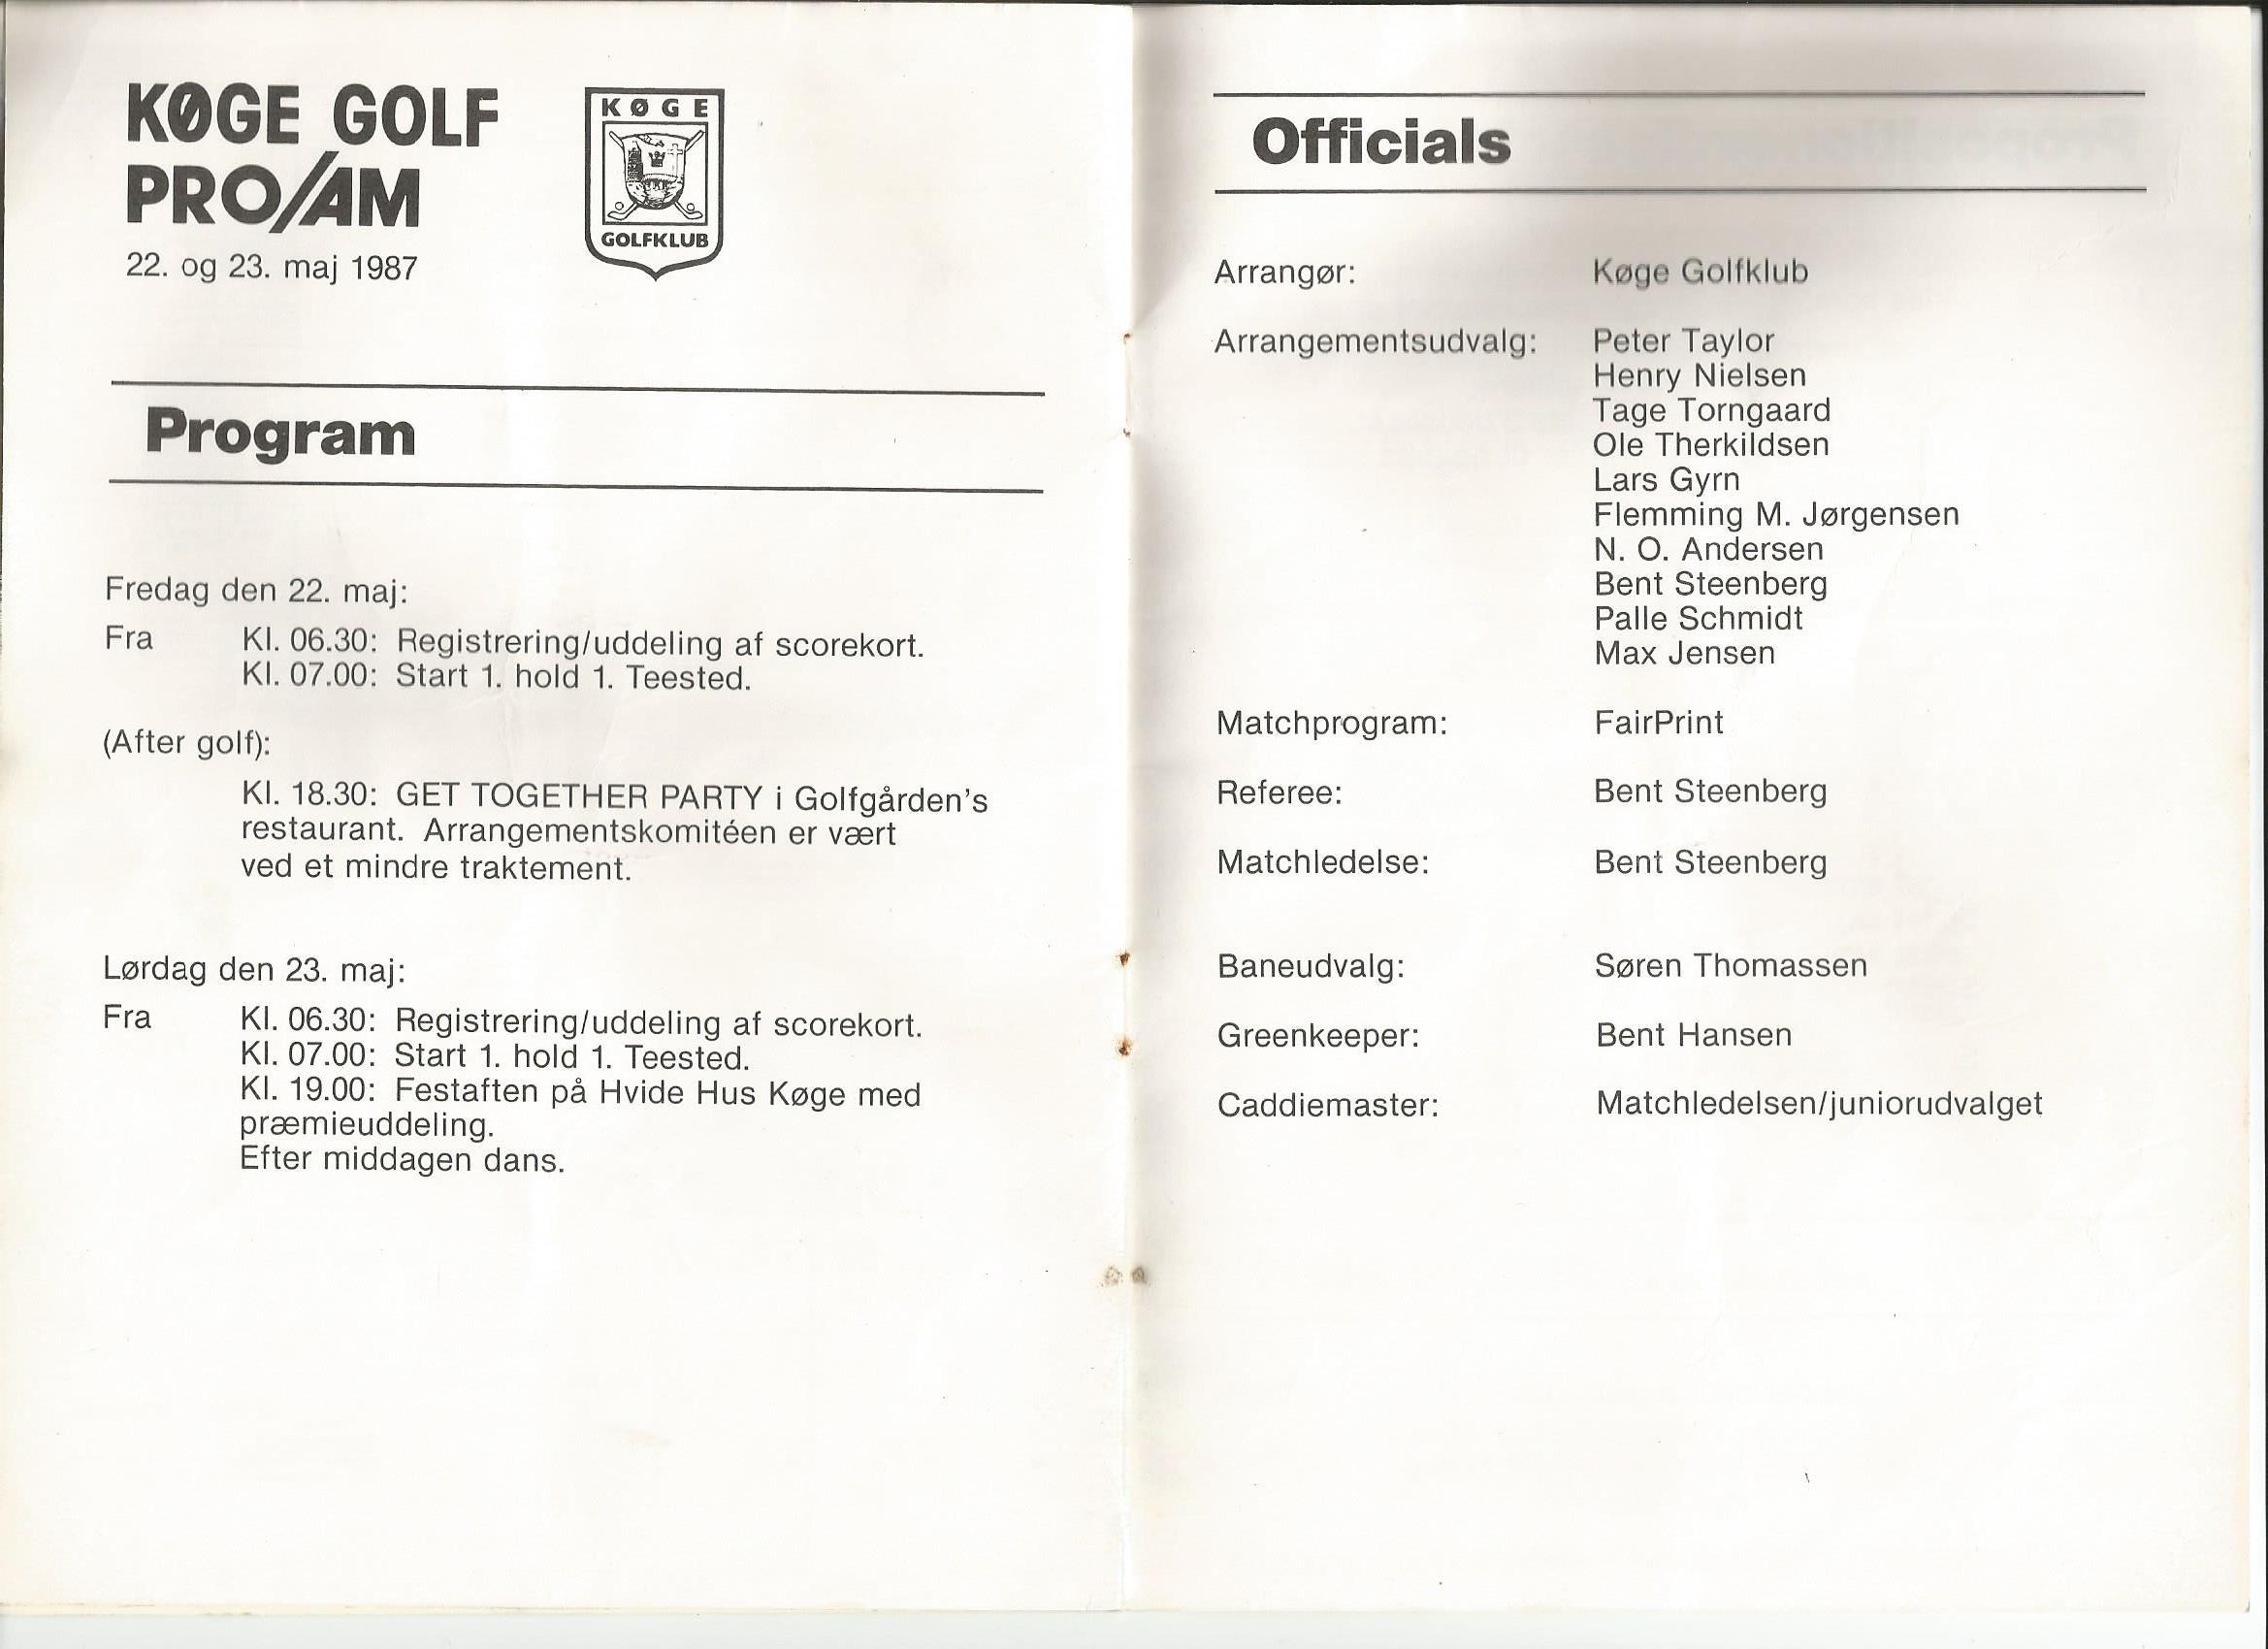 KØGE GOLF
PRO/AM
22. og 23. maj 1987
KØGE
GOLFKLUB
Program
Fredag den 22. maj:
Fra Kl. 06.30: Registrering/uddeling af scorekort.
Kl. 07.00: Start 1. hold 1. Teested.
(After golf):
Kl. 18.30: GET TOGETHER PARTY i Golfgården's
restaurant. Arrangementskomitéen er vært
ved et mindre traktement.
Lørdag den 23. maj:
Fra Kl. 06.30: Registrering/uddeling af scorekort.
Kl. 07.00: Start 1. hold 1. Teested.
Kl. 19.00: Festaften på Hvide Hus Køge med
præmieuddeling.
Efter middagen dans.
Officials
Arrangør: Køge Golfklub
Arrangementsudvalg: Peter Taylor
Henry Nielsen
Tage Torngaard
Ole Therkildsen
Lars Gyrn
Flemming M. Jørgensen
N. O. Andersen
Bent Steenberg
Palle Schmidt
Max Jensen
Matchprogram: FairPrint
Referee: Bent Steenberg
Matchledelse: Bent Steenberg
Baneudvalg: Søren Thomassen
Greenkeeper: Bent Hansen
Caddiemaster: Matchledelsen/juniorudvalget